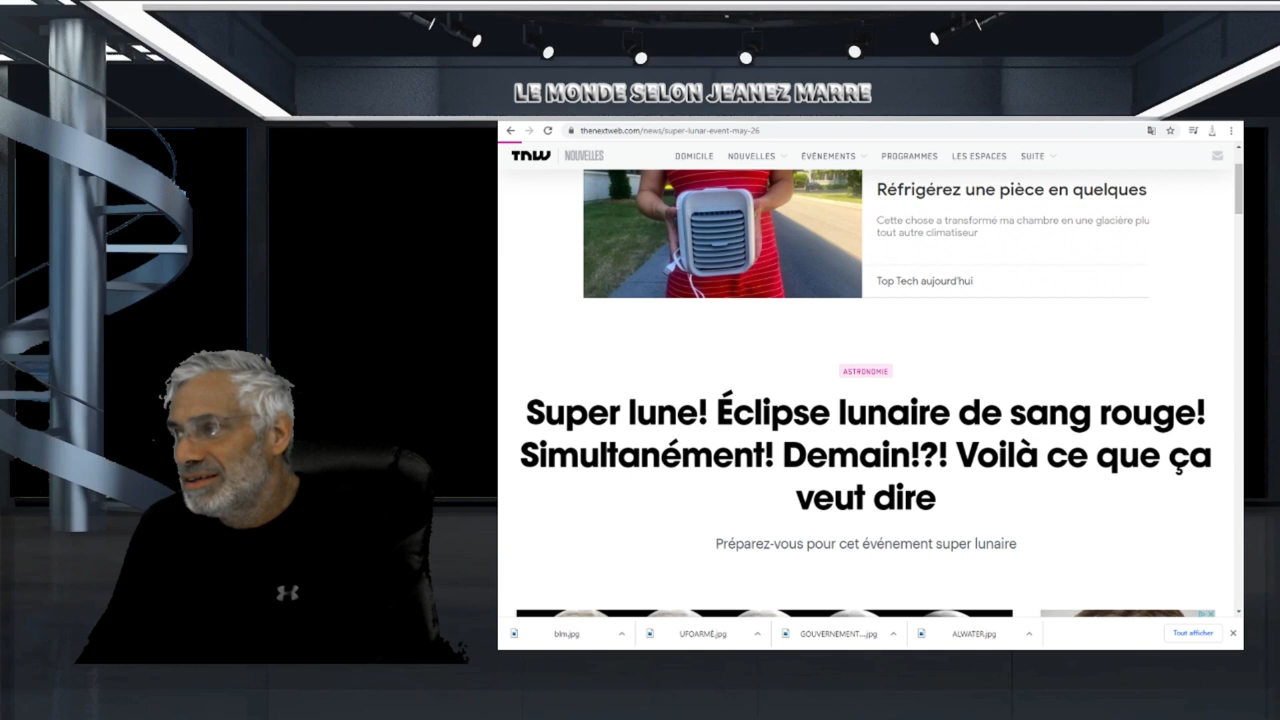 LE MONDE SELON JEANEZ MARRE
thenextweb.com/news/super-lunar-event-may-26
TNW NOUVELLES DOMICILE NOUVELLES ÉVÉNEMENTS PROGRAMMES LES ESPACES SUITE
Réfrigérez une pièce en quelques
Cette chose a transformé ma chambre en une glacière plu
tout autre climatiseur
Top Tech aujourd'hui
ASTRONOMIE
Super lune! Éclipse lunaire de sang rouge!
Simultanément! Demain!?! Voilà ce que ça
veut dire
Préparez-vous pour cet événement super lunaire
blm.jpg UFOARMÉ.jpg GOUVERNEMENT....jpg ALWATER.jpg Tout afficher